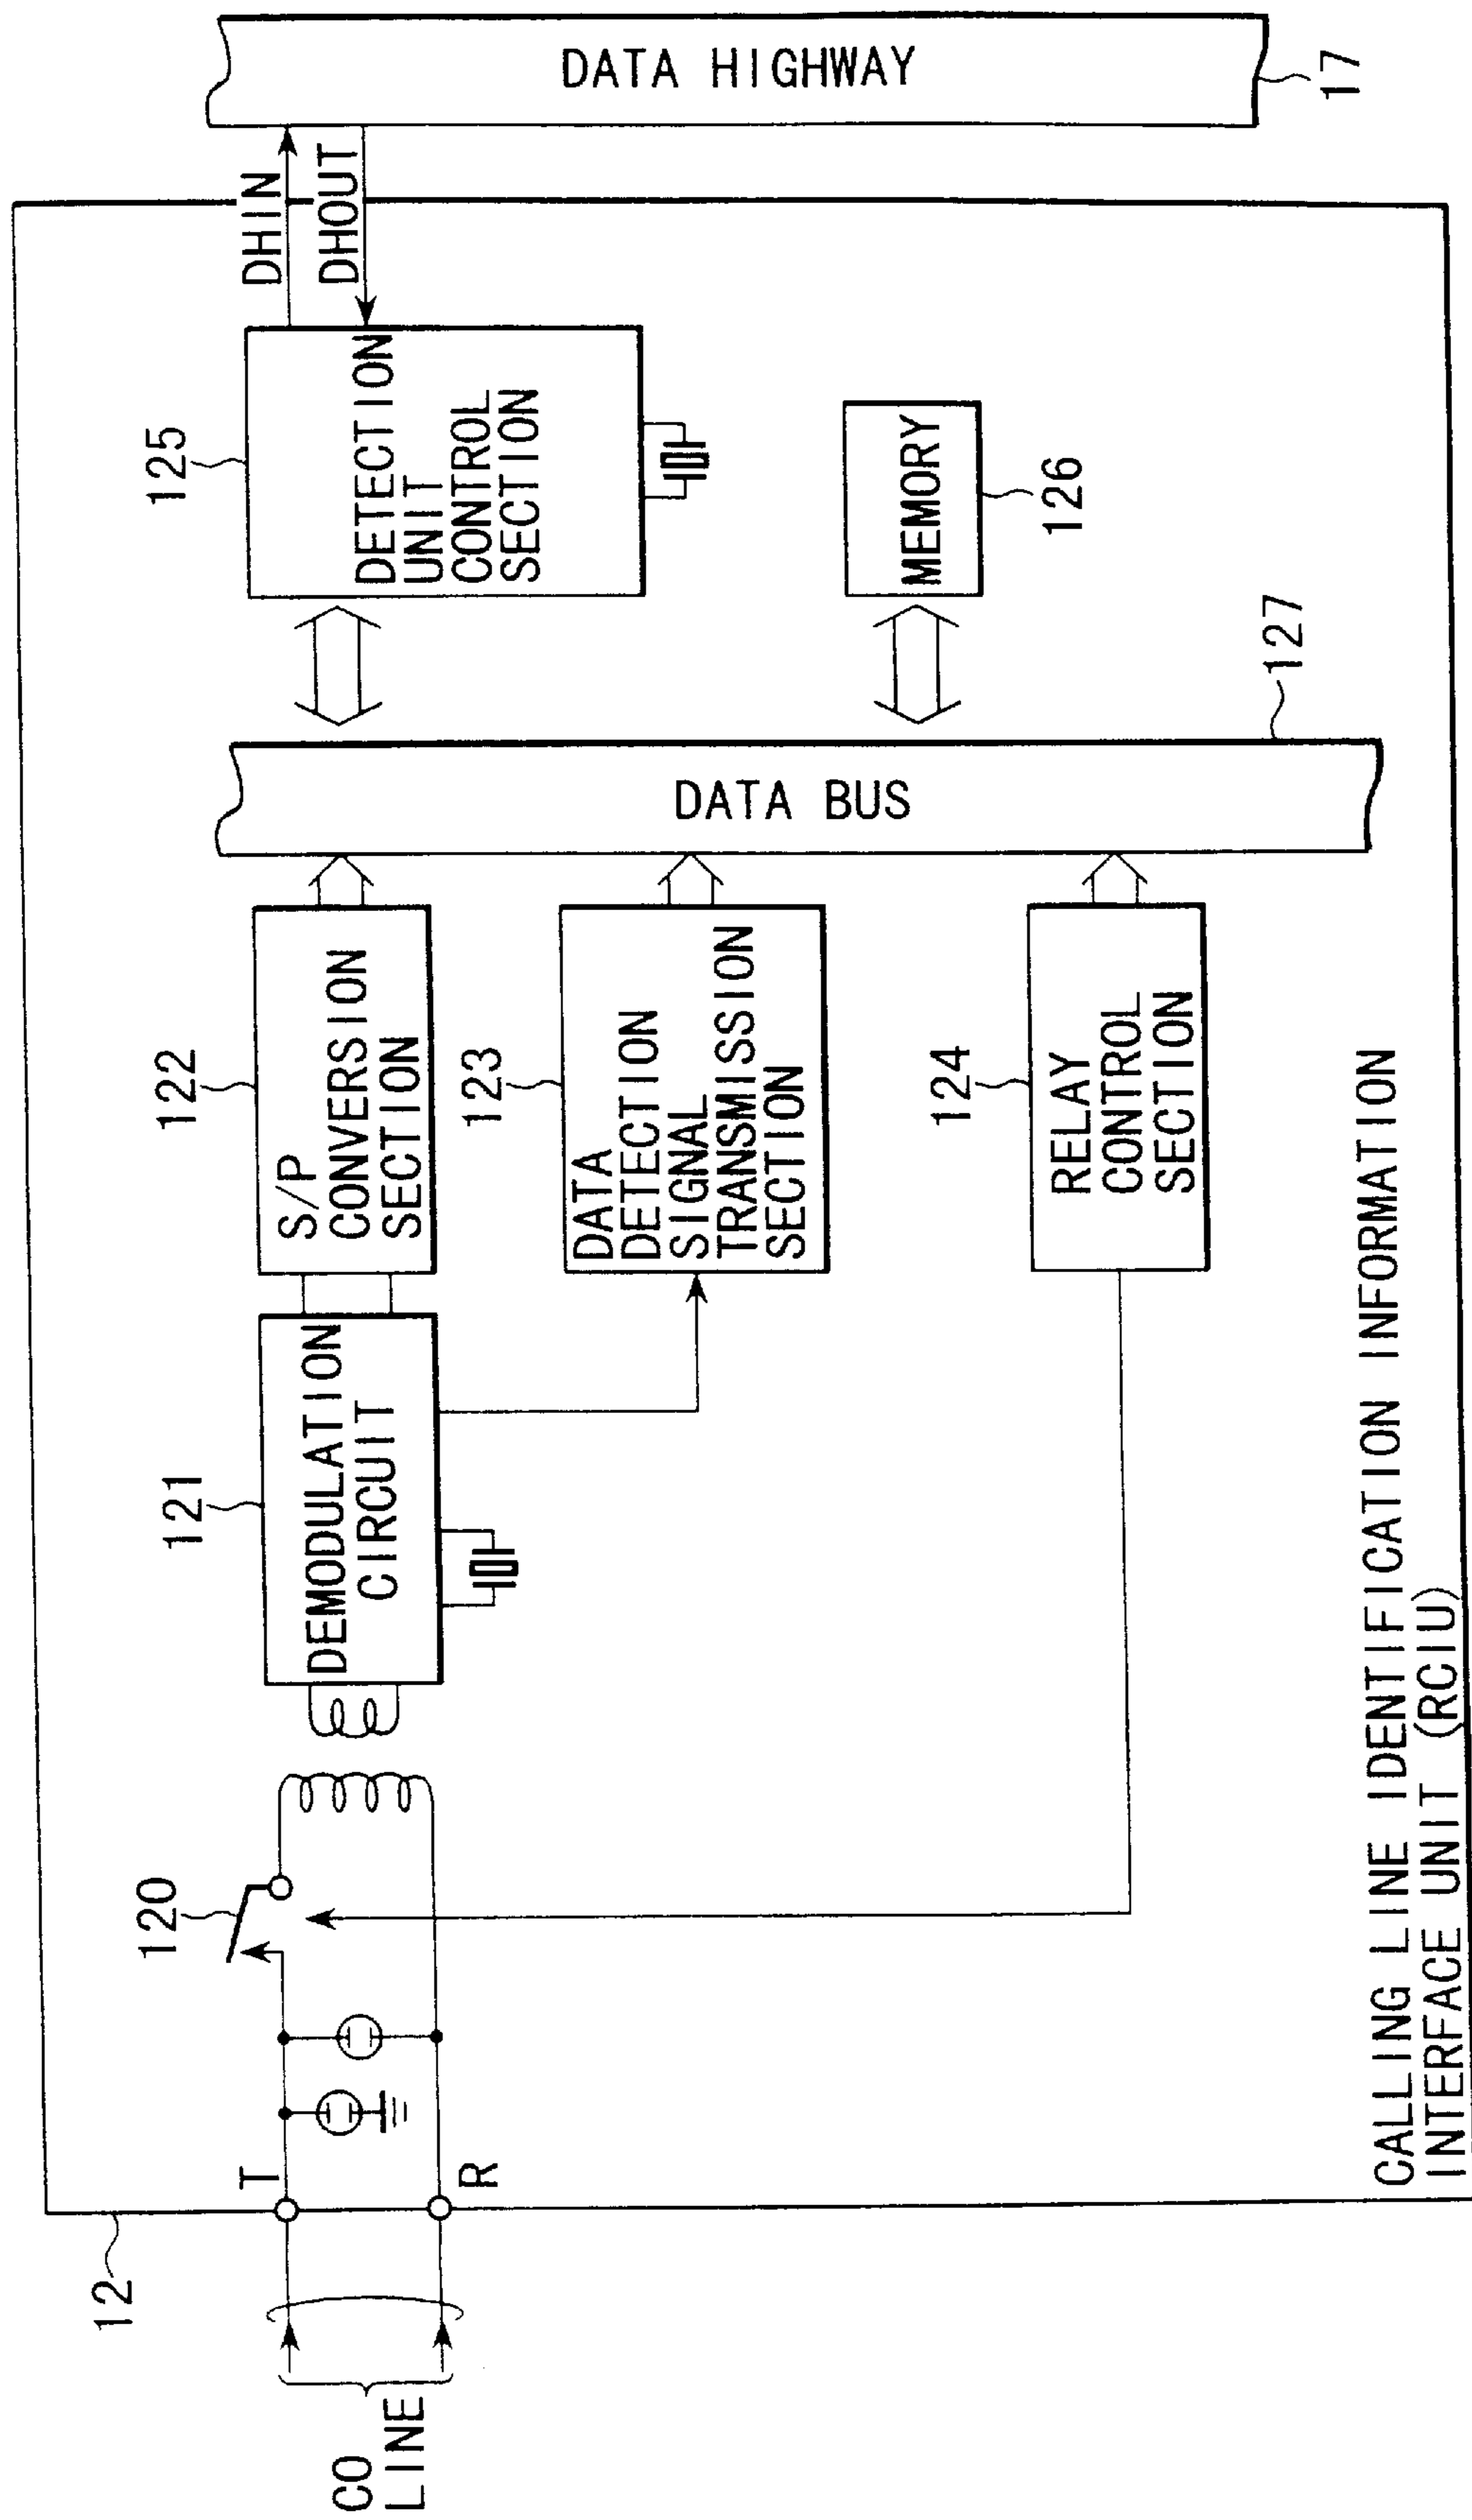 CO
LINE
12
T
R
120
121
DEMODULATION
CIRCUIT
122
S/P
CONVERSION
SECTION
123
DATA
DETECTION
SIGNAL
TRANSMISSION
SECTION
124
RELAY
CONTROL
SECTION
DATA BUS
127
125
DETECTION
UNIT
CONTROL
SECTION
MEMORY
126
DHIN
DHOUT
DATA HIGHWAY
17
CALLING LINE IDENTIFICATION INFORMATION
INTERFACE UNIT (RCIU)